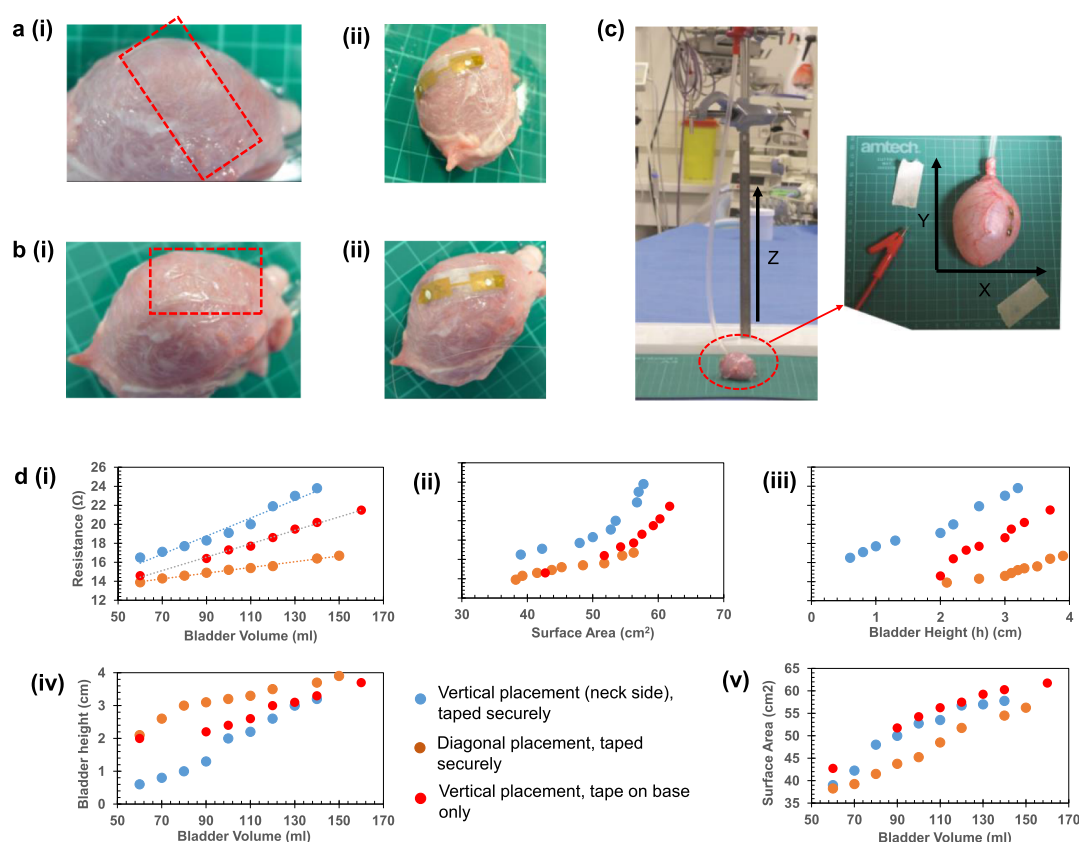 a (i)
(ii)
(c)
amtech
Z
Y
X
b (i)
(ii)
d (i)
26
24
22
20
18
16
14
12
Resistance (Ω)
50 70 90 110 130 150 170
Bladder Volume (ml)
(ii)
30 40 50 60 70
Surface Area (cm²)
(iii)
0 1 2 3 4
Bladder Height (h) (cm)
(iv)
4
3
2
1
0
Bladder height (cm)
50 70 90 110 130 150 170
Bladder Volume (ml)
Vertical placement (neck side),
taped securely
Diagonal placement, taped
securely
Vertical placement, tape on base
only
(v)
65
60
55
50
45
40
35
Surface Area (cm2)
50 70 90 110 130 150 170
Bladder Volume (ml)